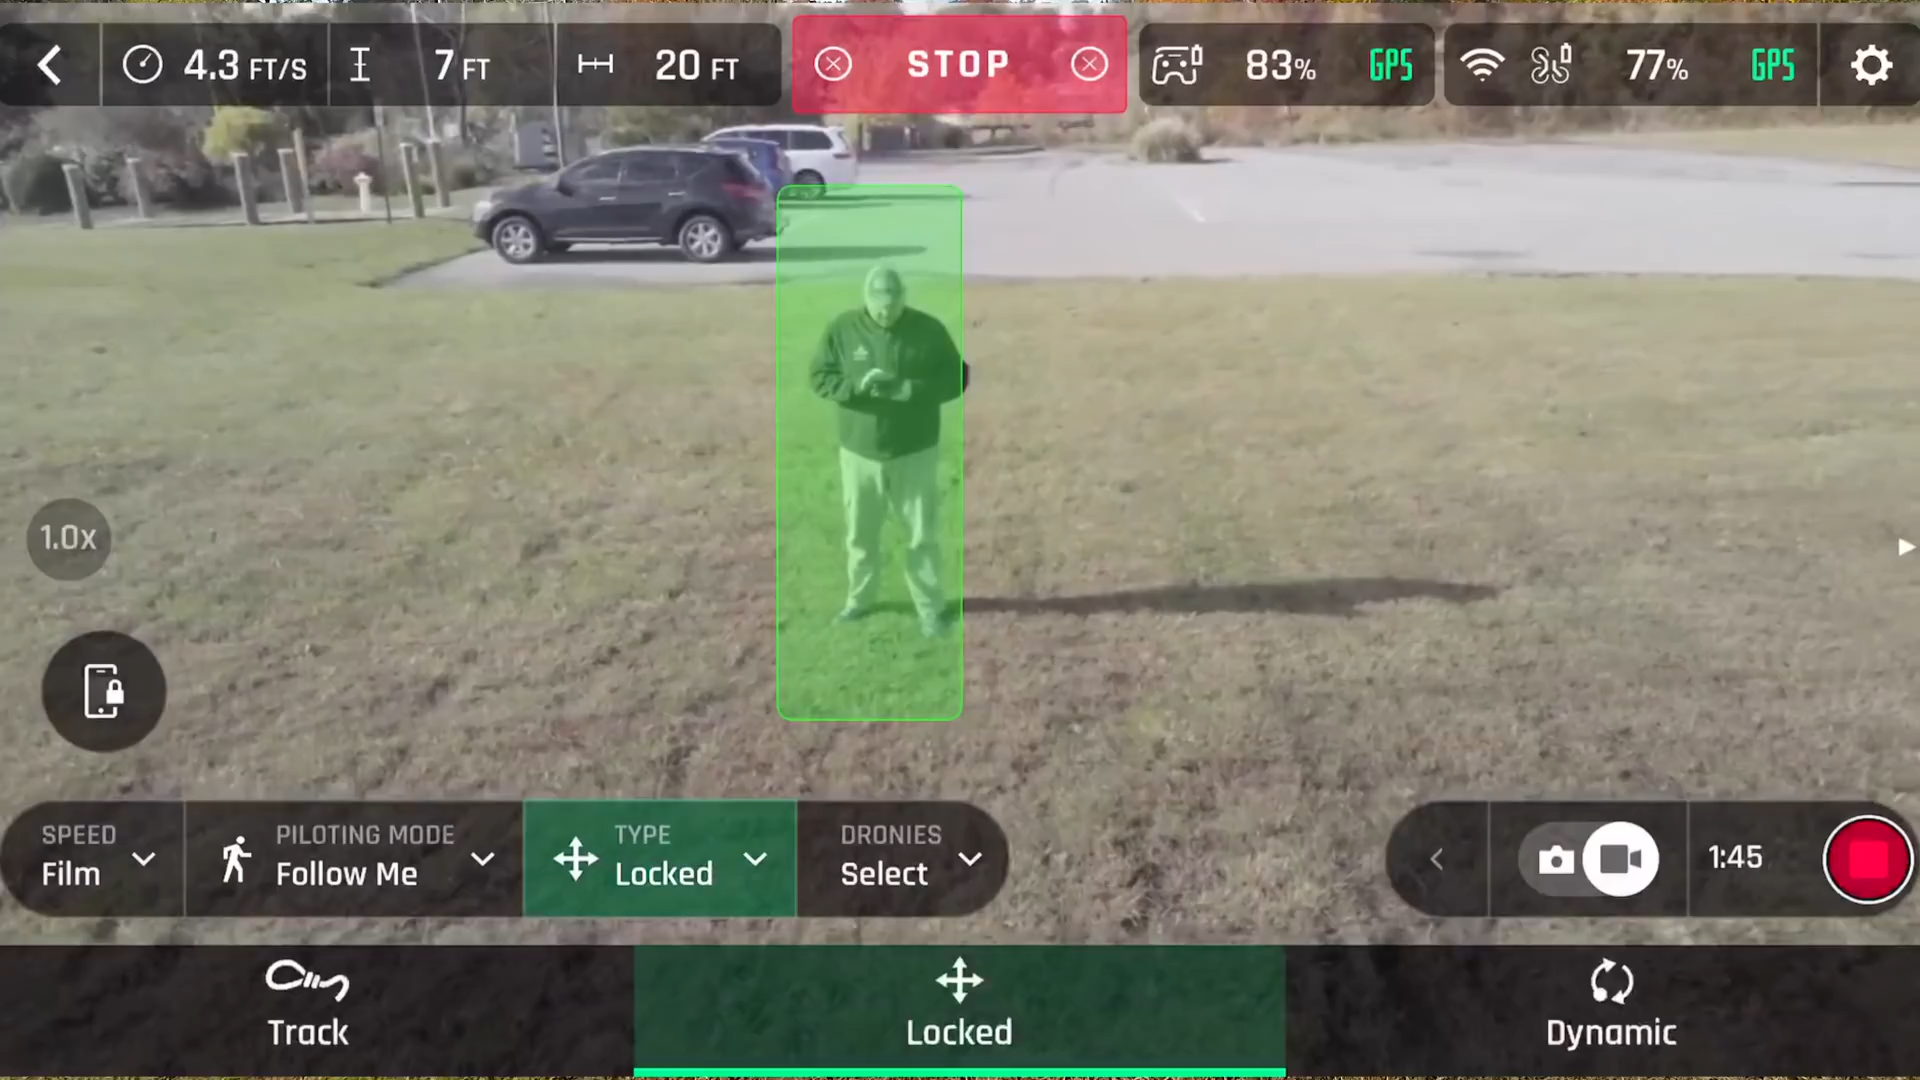 4.3 FT/S
7 FT
20 FT
STOP
83%
GPS
77%
GPS
1.0x
SPEED
Film
PILOTING MODE
Follow Me
TYPE
Locked
DRONIES
Select
1:45
Track
Locked
Dynamic